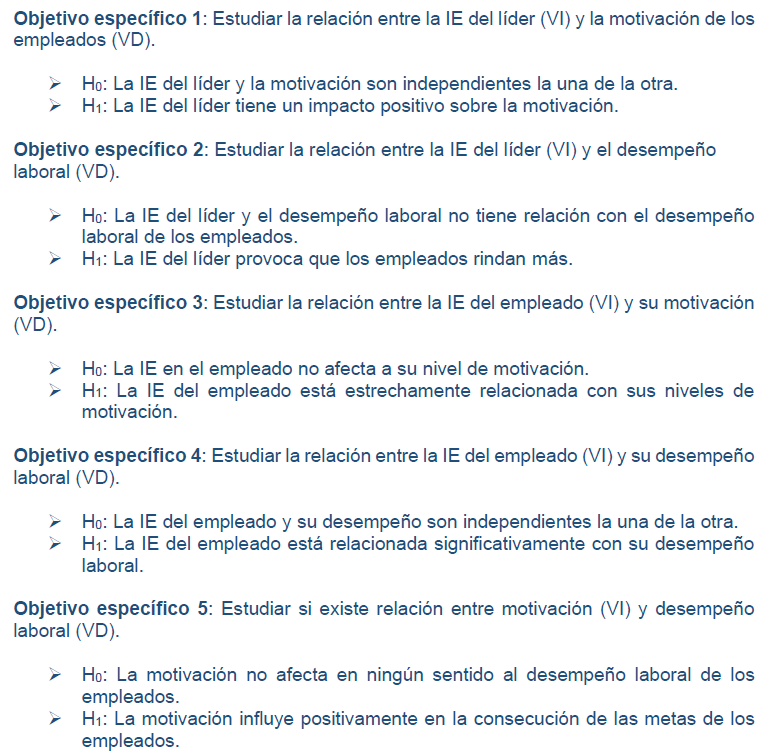 Objetivo específico 1: Estudiar la relación entre la IE del líder (VI) y la motivación de los
empleados (VD).
➢ H₀: La IE del líder y la motivación son independientes la una de la otra.
➢ H₁: La IE del líder tiene un impacto positivo sobre la motivación.
Objetivo específico 2: Estudiar la relación entre la IE del líder (VI) y el desempeño
laboral (VD).
➢ H₀: La IE del líder y el desempeño laboral no tiene relación con el desempeño
laboral de los empleados.
➢ H₁: La IE del líder provoca que los empleados rindan más.
Objetivo específico 3: Estudiar la relación entre la IE del empleado (VI) y su motivación
(VD).
➢ H₀: La IE en el empleado no afecta a su nivel de motivación.
➢ H₁: La IE del empleado está estrechamente relacionada con sus niveles de
motivación.
Objetivo específico 4: Estudiar la relación entre la IE del empleado (VI) y su desempeño
laboral (VD).
➢ H₀: La IE del empleado y su desempeño son independientes la una de la otra.
➢ H₁: La IE del empleado está relacionada significativamente con su desempeño
laboral.
Objetivo específico 5: Estudiar si existe relación entre motivación (VI) y desempeño
laboral (VD).
➢ H₀: La motivación no afecta en ningún sentido al desempeño laboral de los
empleados.
➢ H₁: La motivación influye positivamente en la consecución de las metas de los
empleados.